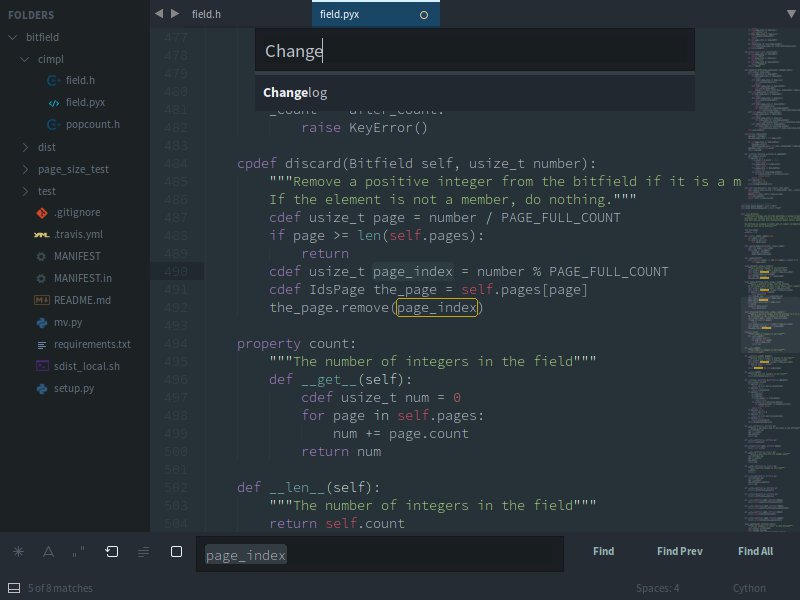 FOLDERS
bitfield
cimpl
field.h
field.pyx
popcount.h
dist
page_size_test
test
.gitignore
.travis.yml
MANIFEST
MANIFEST.in
README.md
mv.py
requirements.txt
sdist_local.sh
setup.py
field.h
field.pyx
Change
Changelog
477
478
479
480
481 _count after_count:
482 raise KeyError()
483
484 cpdef discard(Bitfield self, usize_t number):
485 """Remove a positive integer from the bitfield if it is a m
486 If the element is not a member, do nothing."""
487 cdef usize_t page = number / PAGE_FULL_COUNT
488 if page >= len(self.pages):
489 return
490 cdef usize_t page_index = number % PAGE_FULL_COUNT
491 cdef IdsPage the_page = self.pages[page]
492 the_page.remove(page_index)
493
494 property count:
495 """The number of integers in the field"""
496 def __get__(self):
497 cdef usize_t num = 0
498 for page in self.pages:
499 num += page.count
500 return num
501
502 def __len__(self):
503 """The number of integers in the field"""
504 return self.count
page_index
Find
Find Prev
Find All
5 of 8 matches
Spaces: 4
Cython